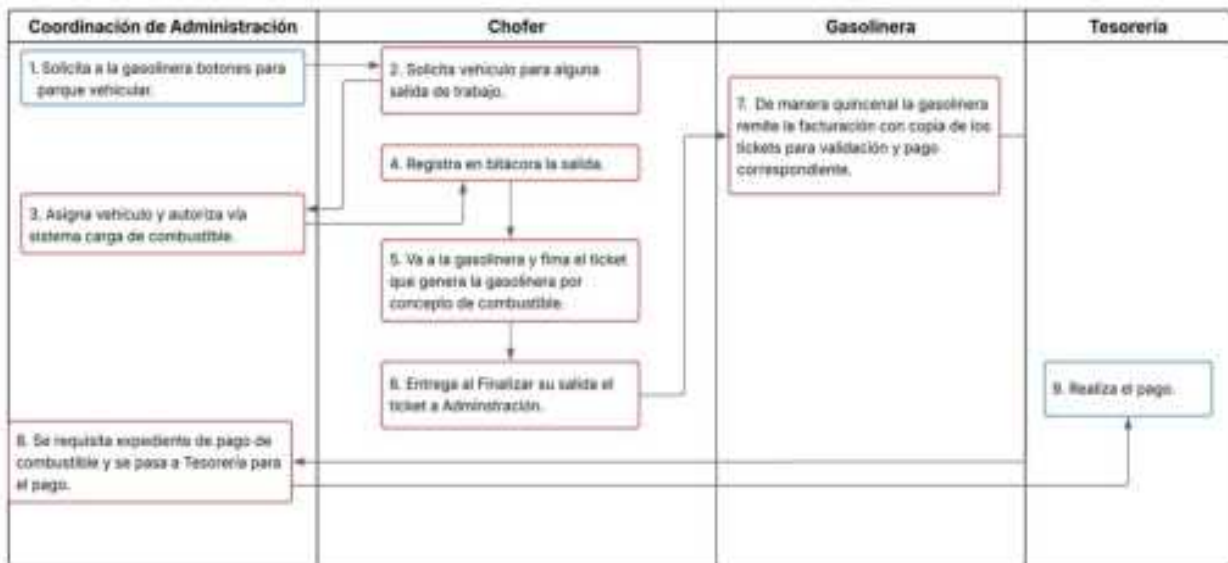 Coordinación de Administración
Chofer
Gasolinera
Tesorería
1. Solicita a la gasolinera botones para
parque vehicular.
2. Solicita vehículo para alguna
salida de trabajo.
3. Asigna vehículo y autoriza vía
sistema carga de combustible.
4. Registra en bitácora la salida.
5. Va a la gasolinera y fima el ticket
que genera la gasolinera por
concepto de combustible.
6. Entrega al Finalizar su salida el
ticket a Adminstración.
7. De manera quincenal la gasolinera
remite la facturación con copia de los
tickets para validación y pago
correspondiente.
8. Se requisita expediente de pago de
combustible y se pasa a Tesorería para
el pago.
9. Realiza el pago.